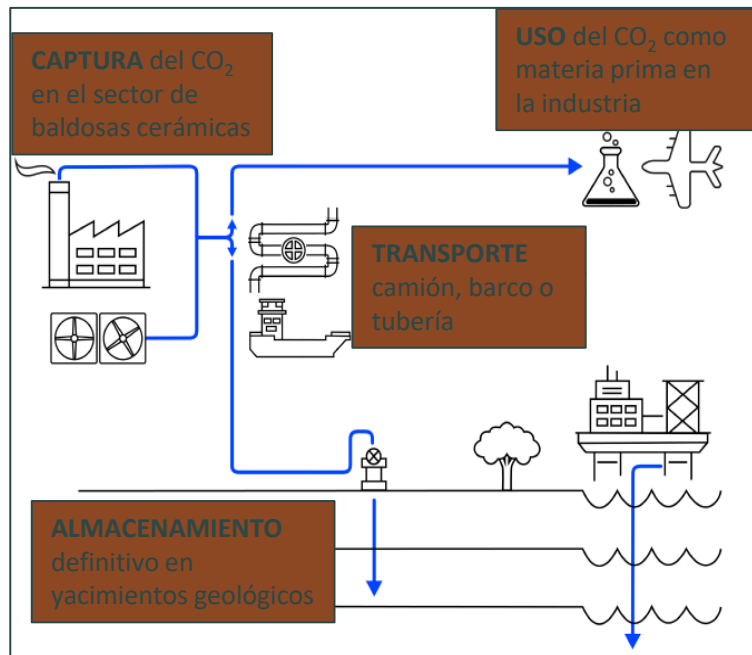 CAPTURA del CO₂
en el sector de
baldosas cerámicas
USO del CO₂ como
materia prima en
la industria
TRANSPORTE
camión, barco o
tubería
ALMACENAMIENTO
definitivo en
yacimientos geológicos